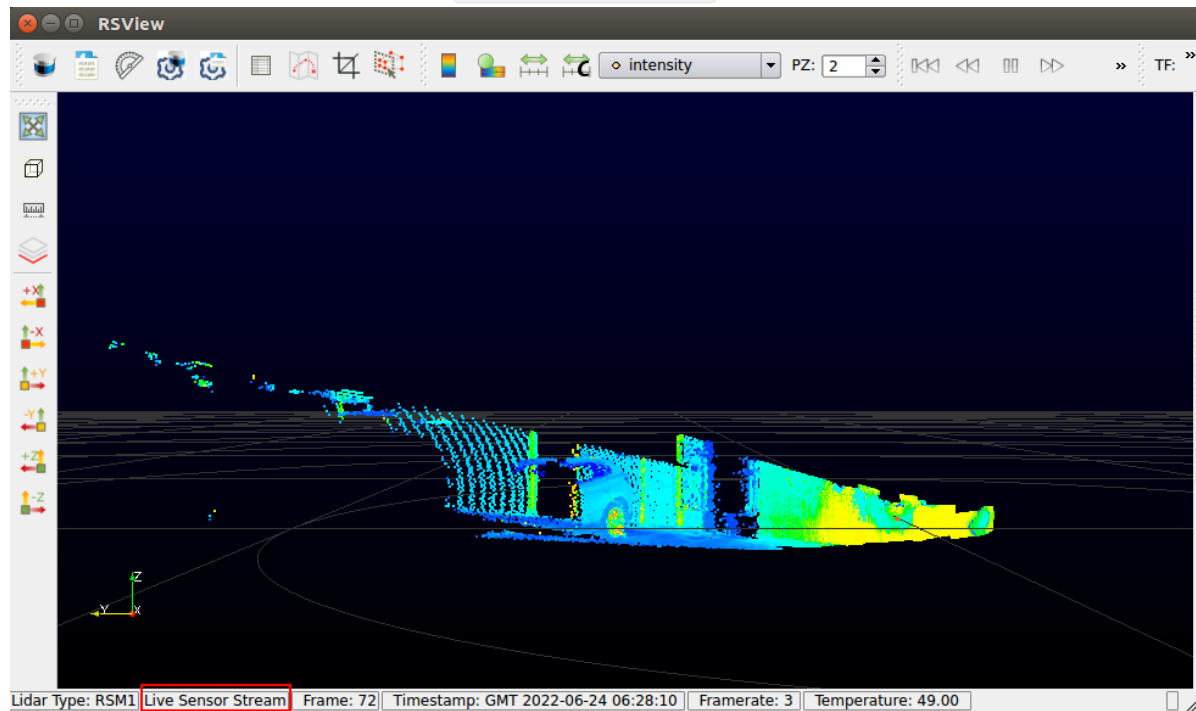 RSView
intensity
PZ: 2
»
TF: »
+X
-X
+Y
-Y
+Z
-Z
Z
Y X
Lidar Type: RSM1 Live Sensor Stream Frame: 72 Timestamp: GMT 2022-06-24 06:28:10 Framerate: 3 Temperature: 49.00